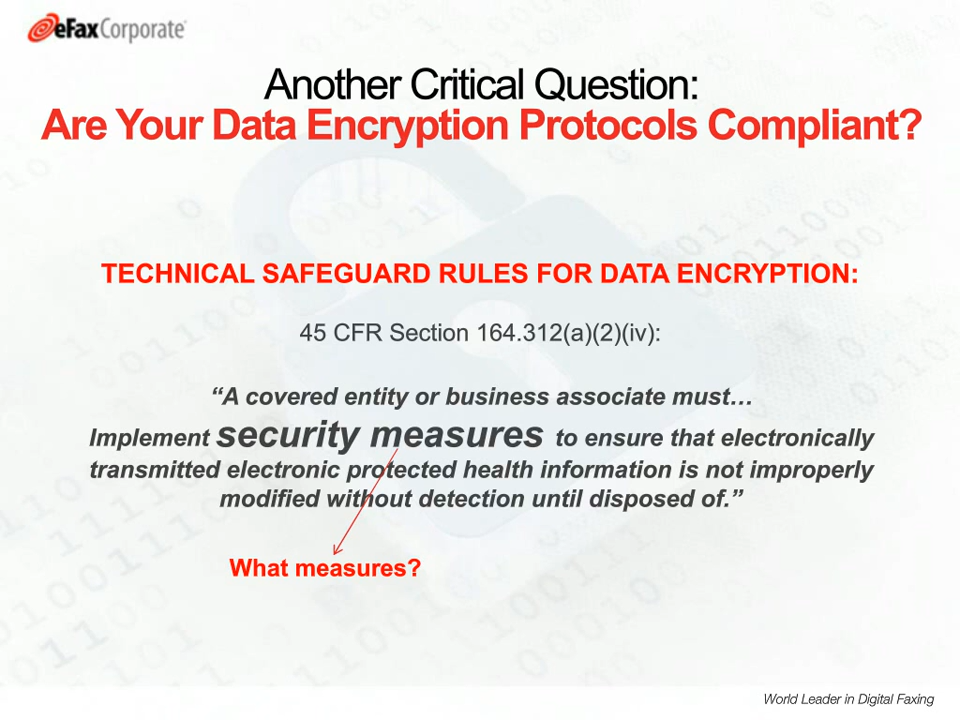 eFaxCorporate®
Another Critical Question:
Are Your Data Encryption Protocols Compliant?
TECHNICAL SAFEGUARD RULES FOR DATA ENCRYPTION:
45 CFR Section 164.312(a)(2)(iv):
“A covered entity or business associate must…
Implement security measures to ensure that electronically
transmitted electronic protected health information is not improperly
modified without detection until disposed of.”
What measures?
World Leader in Digital Faxing